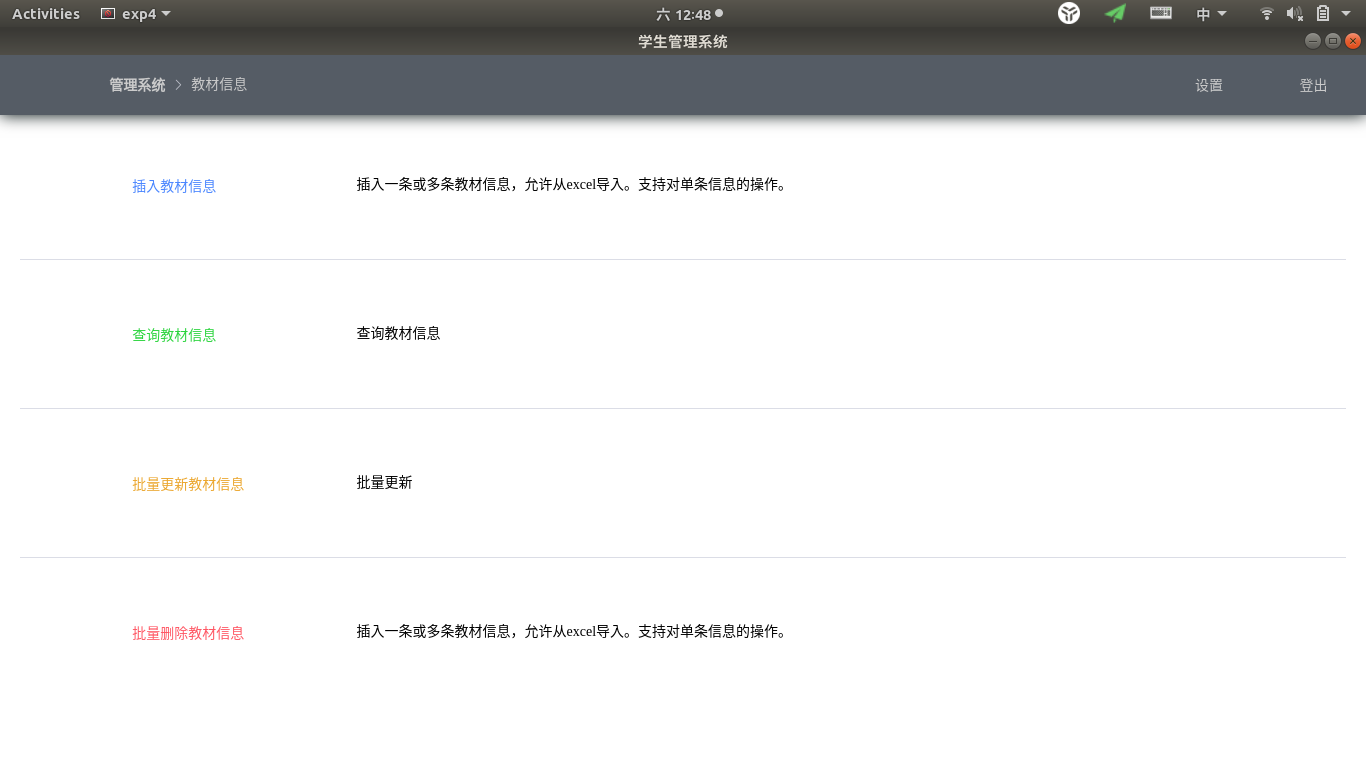 Activities exp4 六 12:48 中
学生管理系统
管理系统 > 教材信息 设置 登出
插入教材信息 插入一条或多条教材信息，允许从excel导入。支持对单条信息的操作。
查询教材信息 查询教材信息
批量更新教材信息 批量更新
批量删除教材信息 插入一条或多条教材信息，允许从excel导入。支持对单条信息的操作。